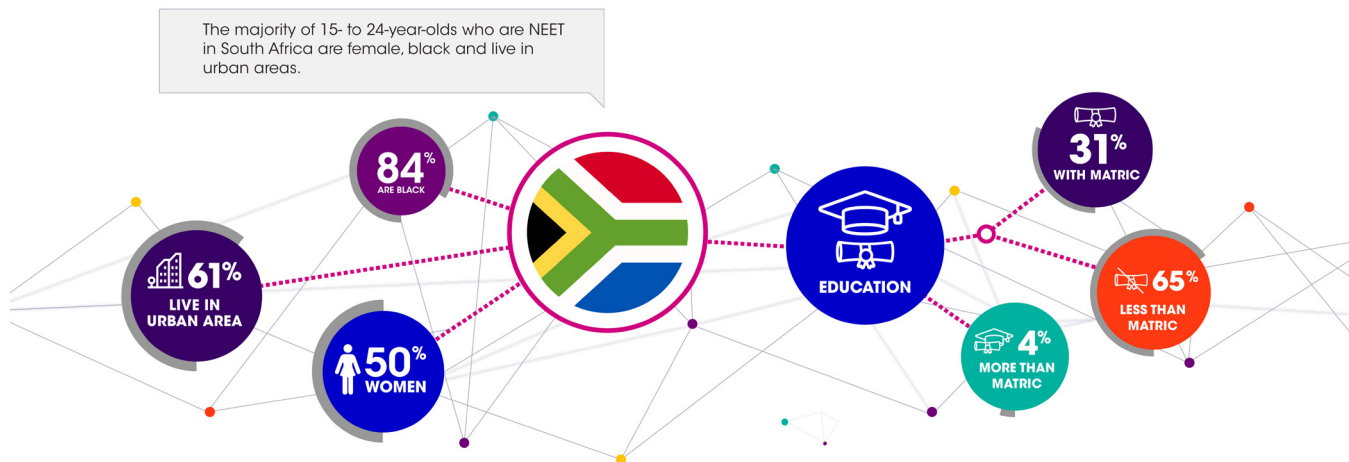 The majority of 15- to 24-year-olds who are NEET
in South Africa are female, black and live in
urban areas.
84%
ARE BLACK
61%
LIVE IN
URBAN AREA
50%
WOMEN
EDUCATION
31%
WITH MATRIC
65%
LESS THAN
MATRIC
4%
MORE THAN
MATRIC